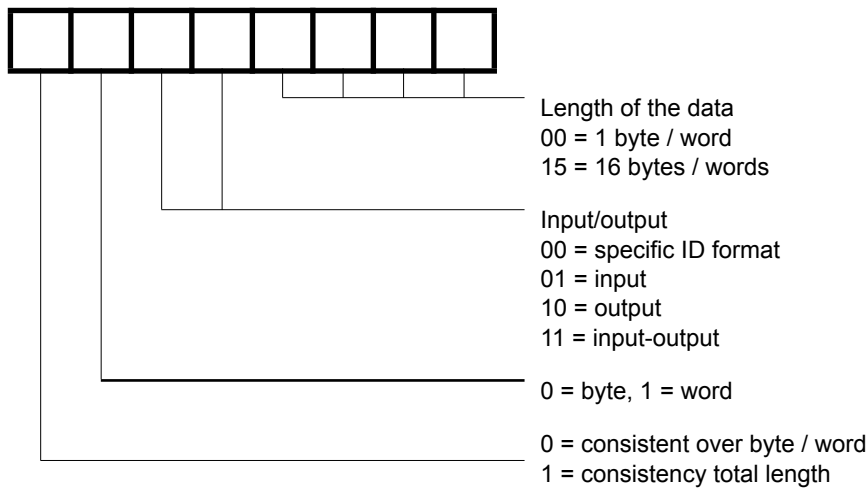 Length of the data
00 = 1 byte / word
15 = 16 bytes / words
Input/output
00 = specific ID format
01 = input
10 = output
11 = input-output
0 = byte, 1 = word
0 = consistent over byte / word
1 = consistency total length